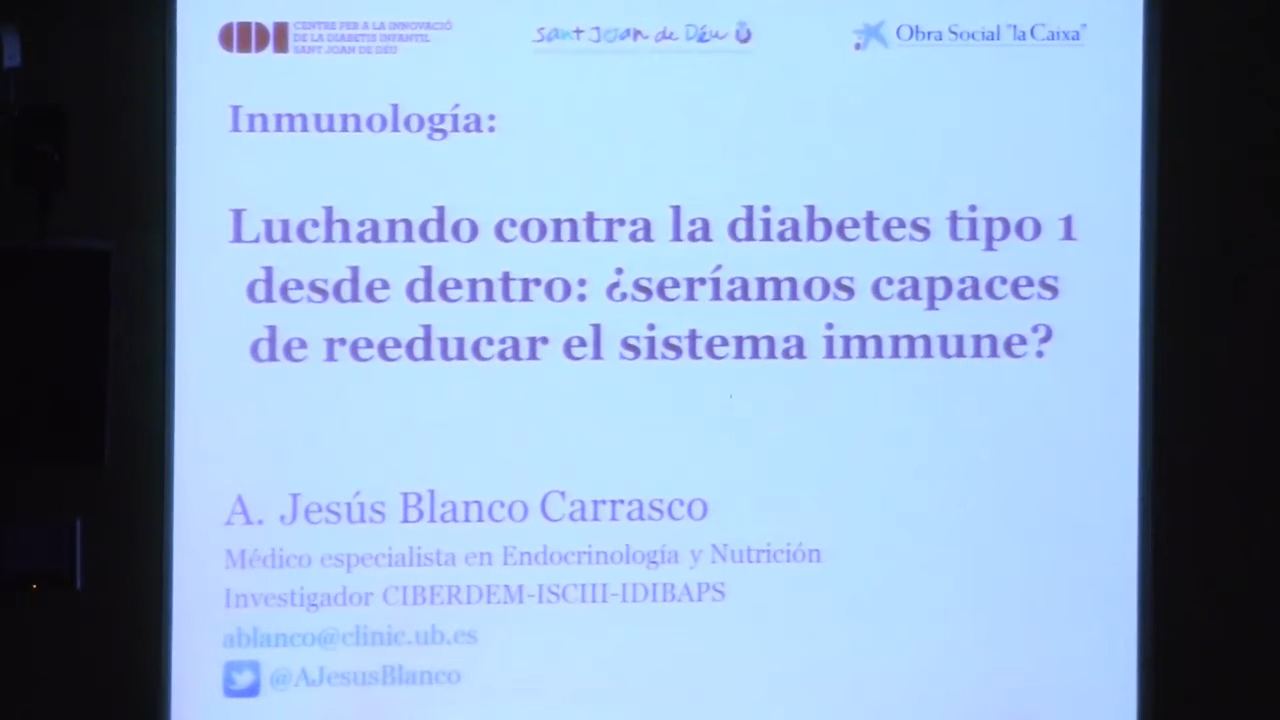 CENTRE PER A LA INNOVACIÓ
DE LA DIABETIS INFANTIL
SANT JOAN DE DÉU
Sant Joan de Déu
Obra Social "la Caixa"
Inmunología:
Luchando contra la diabetes tipo 1
desde dentro: ¿seríamos capaces
de reeducar el sistema immune?
A. Jesús Blanco Carrasco
Médico especialista en Endocrinología y Nutrición
Investigador CIBERDEM-ISCIII-IDIBAPS
ablanco@clinic.ub.es
@AJesusBlanco